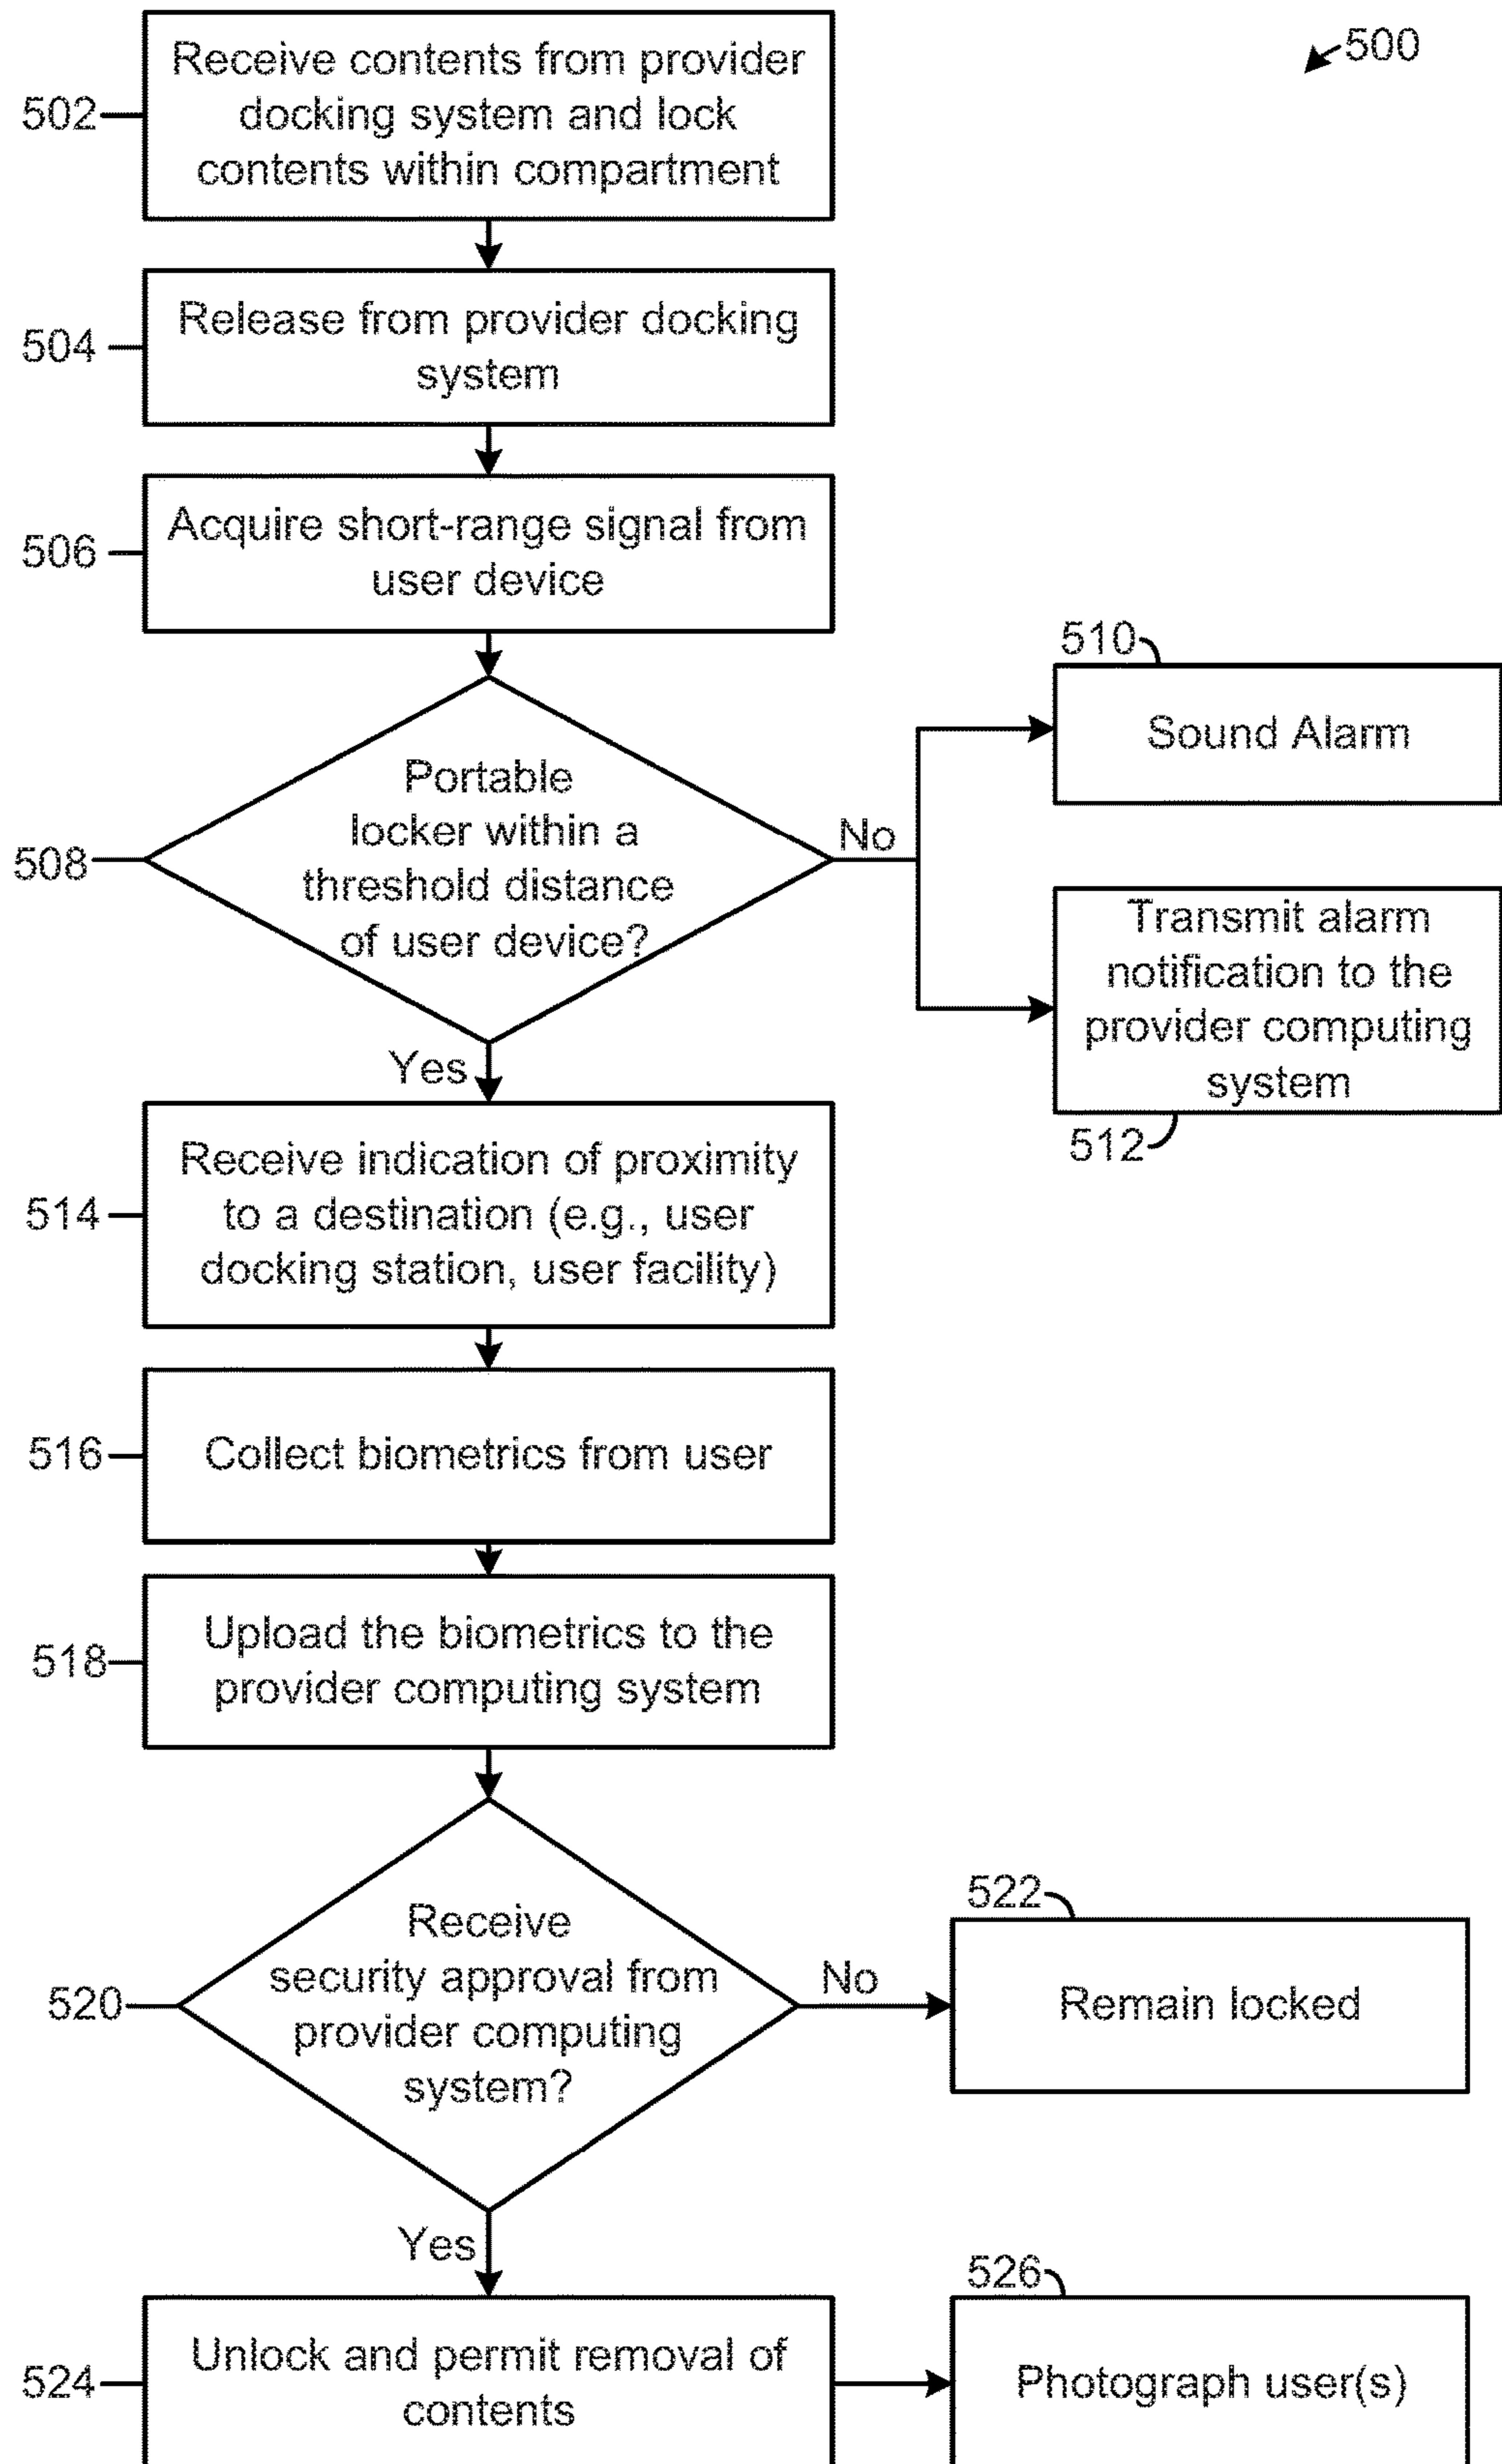 500
502
Receive contents from provider
docking system and lock
contents within compartment
504
Release from provider docking
system
506
Acquire short-range signal from
user device
508
Portable
locker within a
threshold distance
of user device?
No
510
Sound Alarm
Transmit alarm
notification to the
provider computing
system
512
Yes
514
Receive indication of proximity
to a destination (e.g., user
docking station, user facility)
516
Collect biometrics from user
518
Upload the biometrics to the
provider computing system
520
Receive
security approval from
provider computing
system?
No
522
Remain locked
Yes
524
Unlock and permit removal of
contents
526
Photograph user(s)